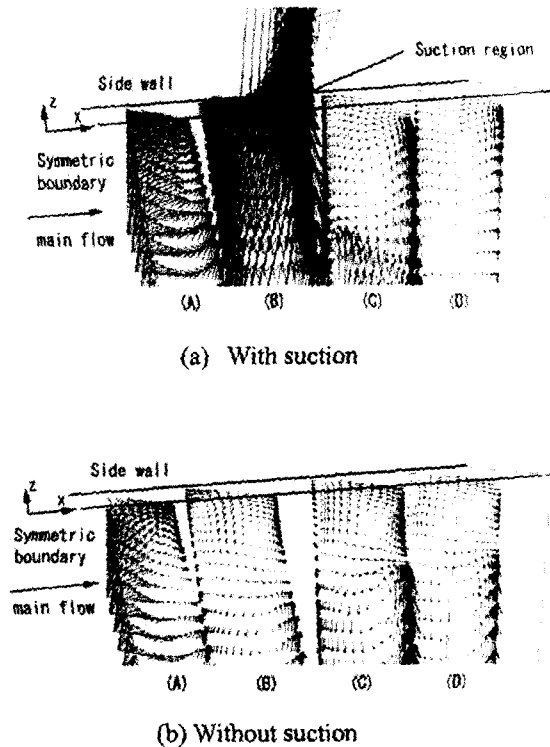 Suction region
Side wall
z
x
Symmetric
boundary
main flow
(A) (B) (C) (D)
(a) With suction
Side wall
z
x
Symmetric
boundary
main flow
(A) (B) (C) (D)
(b) Without suction